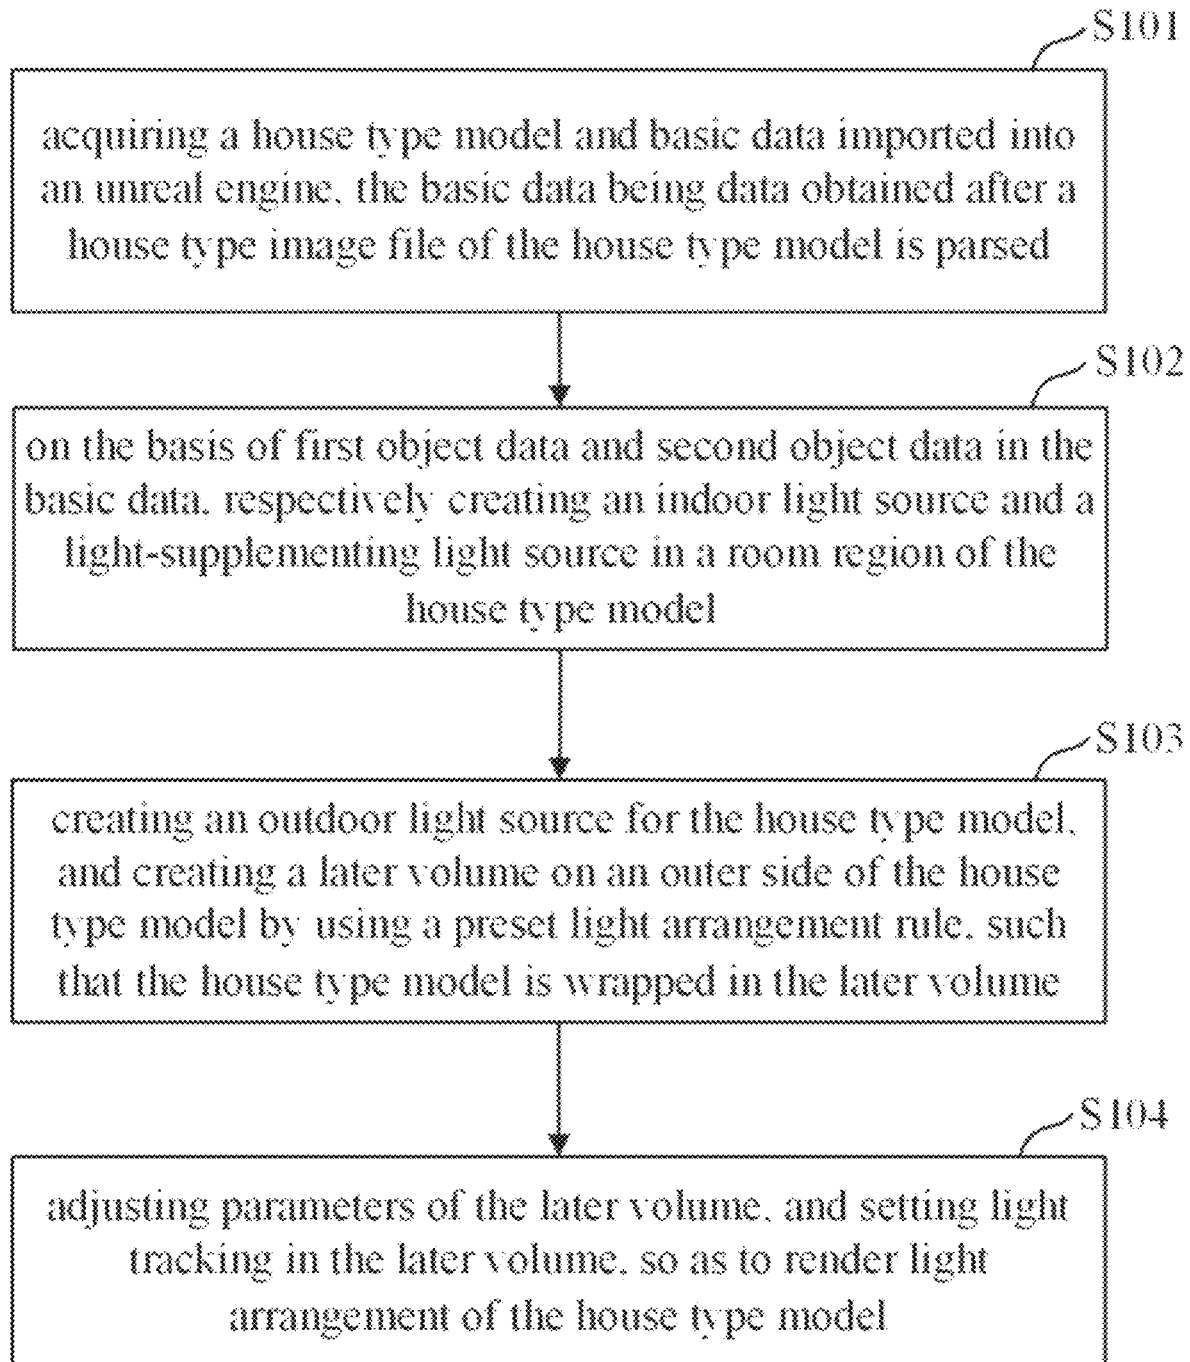 S101
acquiring a house type model and basic data imported into
an unreal engine, the basic data being data obtained after a
house type image file of the house type model is parsed
S102
on the basis of first object data and second object data in the
basic data, respectively creating an indoor light source and a
light-supplementing light source in a room region of the
house type model
S103
creating an outdoor light source for the house type model,
and creating a later volume on an outer side of the house
type model by using a preset light arrangement rule, such
that the house type model is wrapped in the later volume
S104
adjusting parameters of the later volume, and setting light
tracking in the later volume, so as to render light
arrangement of the house type model